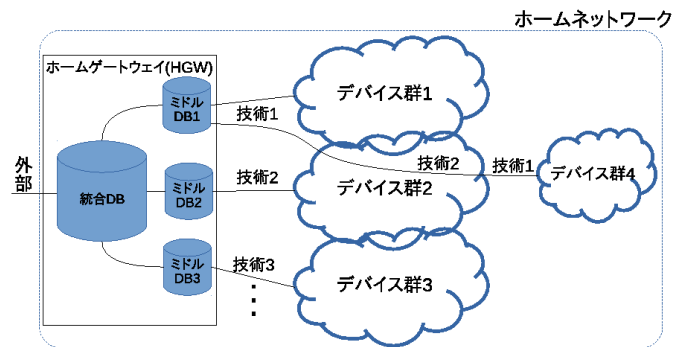 ホームネットワーク
ホームゲートウェイ(HGW)
ミドル
DB1
技術1
デバイス群1
外部
統合DB
ミドル
DB2
技術2
デバイス群2
技術2
技術1
デバイス群4
ミドル
DB3
技術3
デバイス群3